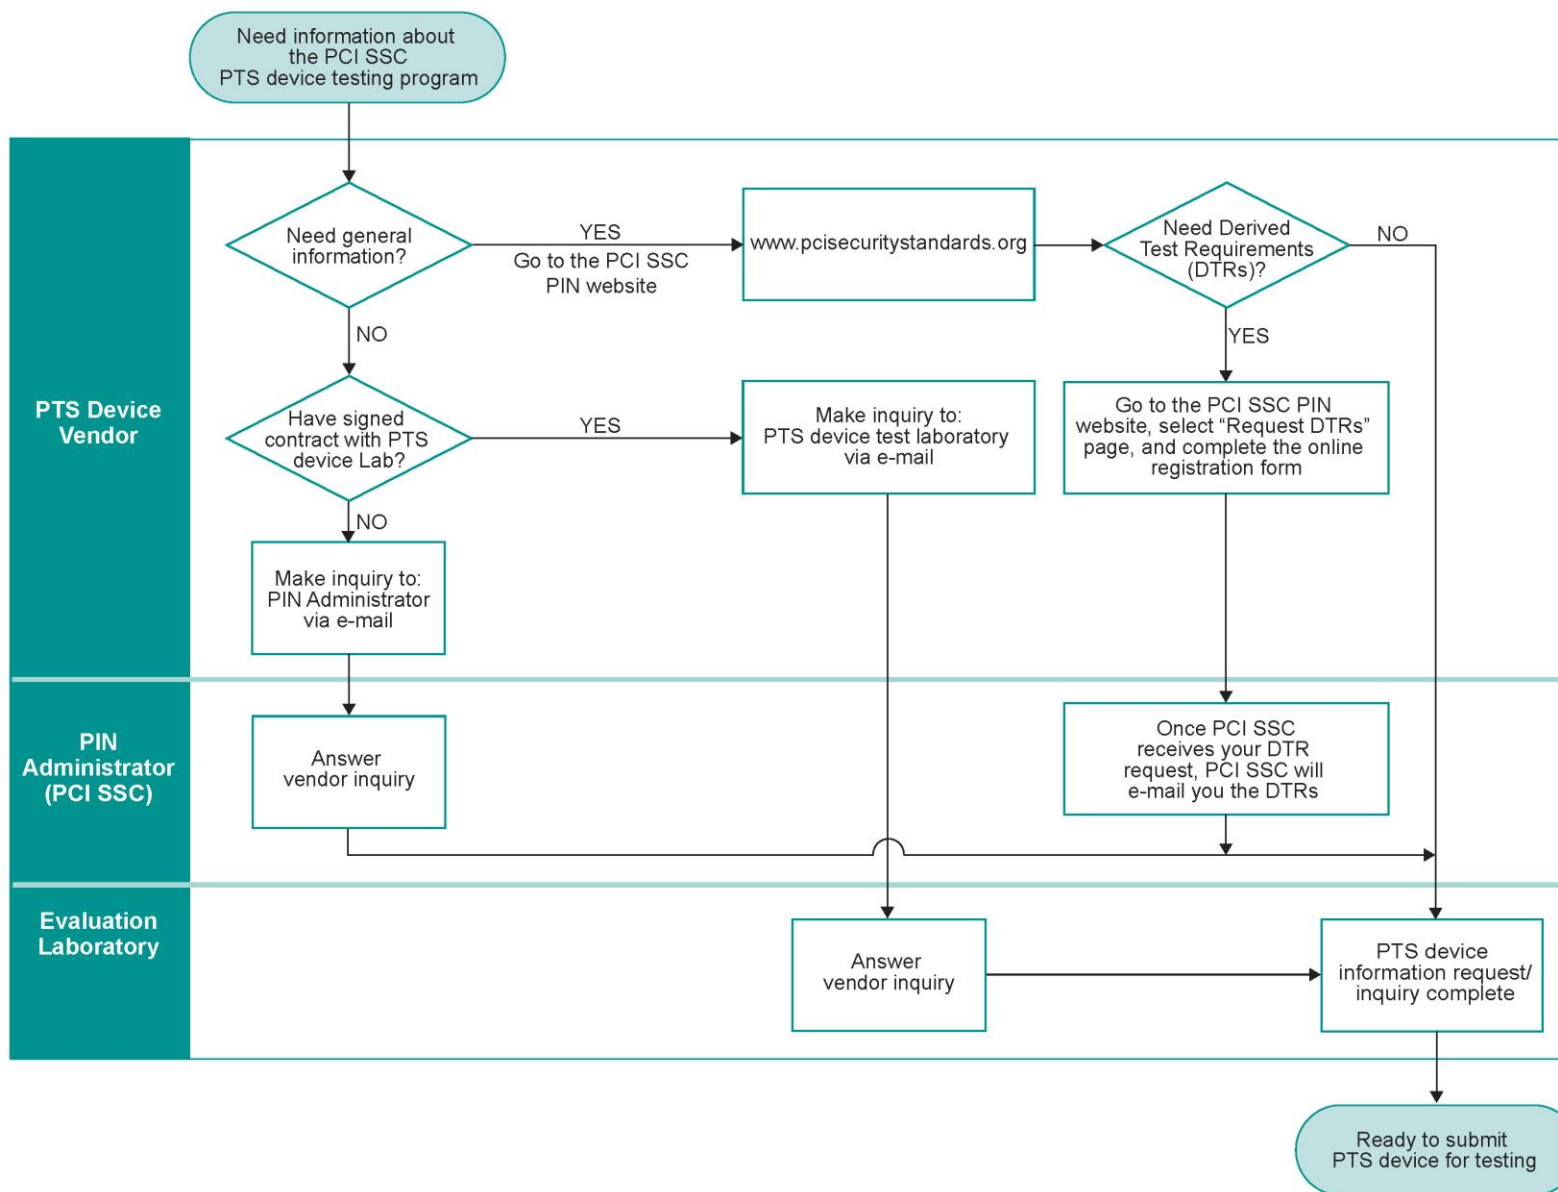 Need information about
the PCI SSC
PTS device testing program
Need general
information?
YES
Go to the PCI SSC
PIN website
www.pcisecuritystandards.org
Need Derived
Test Requirements
(DTRs)?
NO
NO
YES
PTS Device
Vendor
Have signed
contract with PTS
device Lab?
YES
Make inquiry to:
PTS device test laboratory
via e-mail
Go to the PCI SSC PIN
website, select “Request DTRs”
page, and complete the online
registration form
NO
Make inquiry to:
PIN Administrator
via e-mail
PIN
Administrator
(PCI SSC)
Answer
vendor inquiry
Once PCI SSC
receives your DTR
request, PCI SSC will
e-mail you the DTRs
Evaluation
Laboratory
Answer
vendor inquiry
PTS device
information request/
inquiry complete
Ready to submit
PTS device for testing